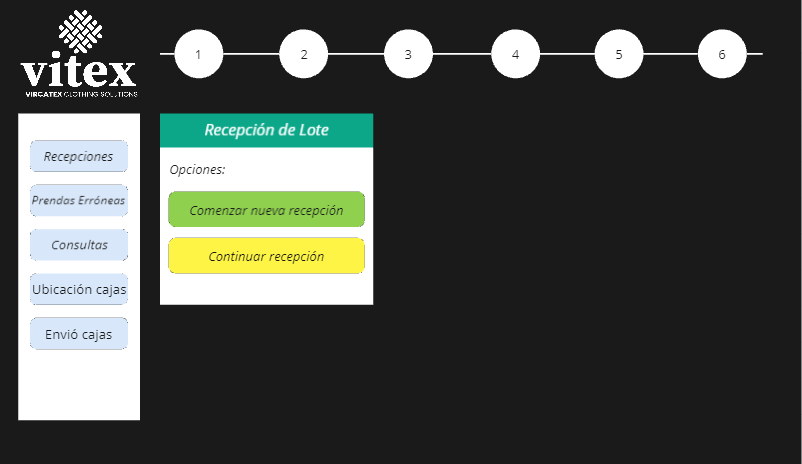 vitex
VIRCATEX CLOTHING SOLUTIONS
1
2
3
4
5
6
Recepciones
Prendas Erróneas
Consultas
Ubicación cajas
Envió cajas
Recepción de Lote
Opciones:
Comenzar nueva recepción
Continuar recepción